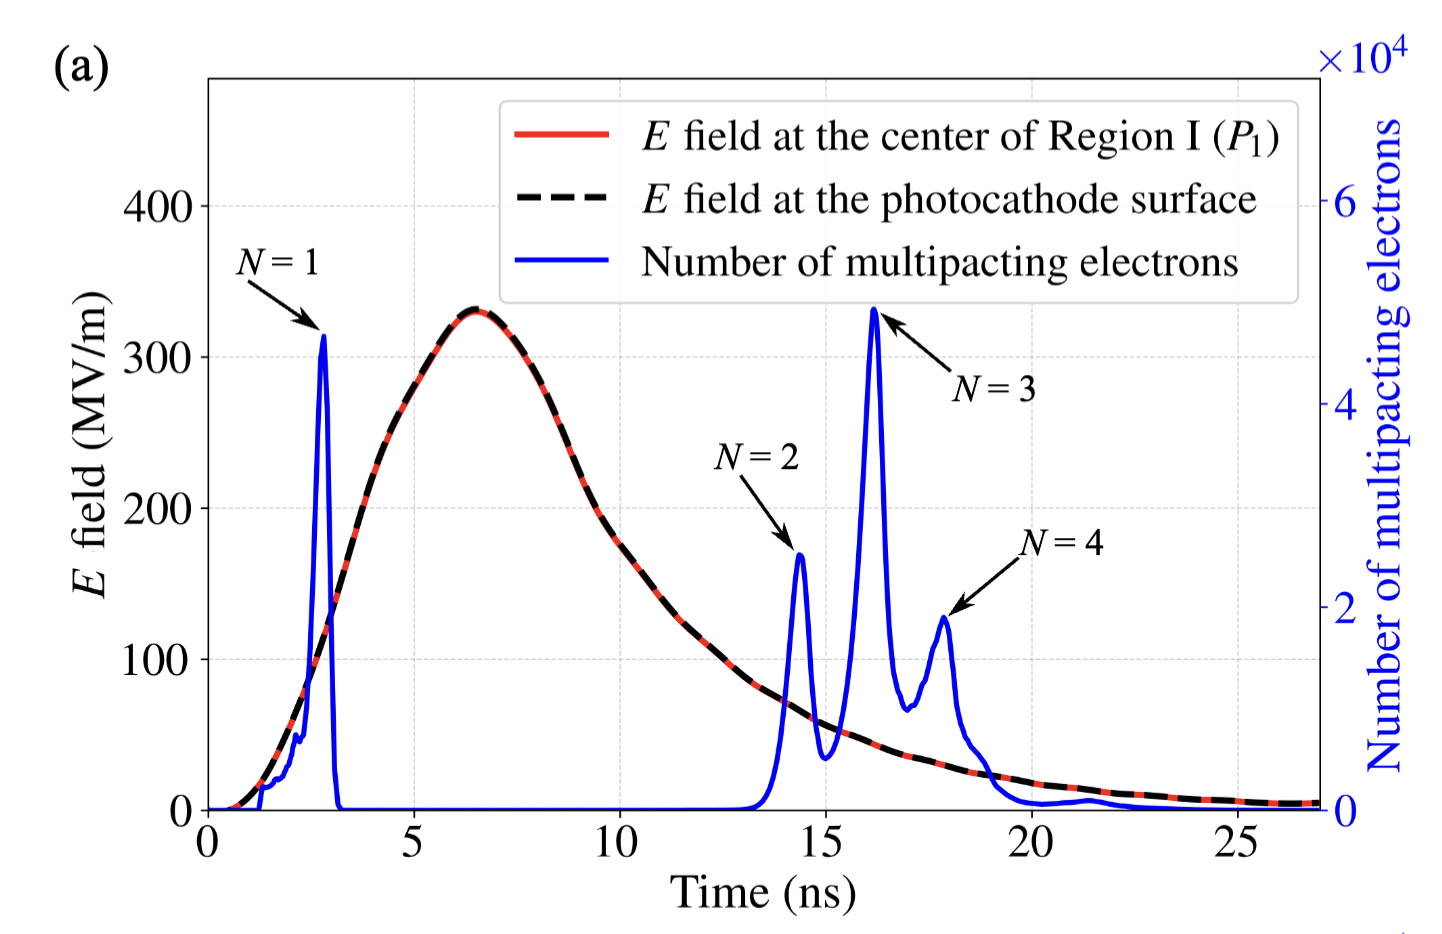 (a)
×10⁴
E field at the center of Region I (P₁)
E field at the photocathode surface
Number of multipacting electrons
N = 1
N = 2
N = 3
N = 4
E field (MV/m)
400
300
200
100
0
6
4
2
0
Number of multipacting electrons
0 5 10 15 20 25
Time (ns)